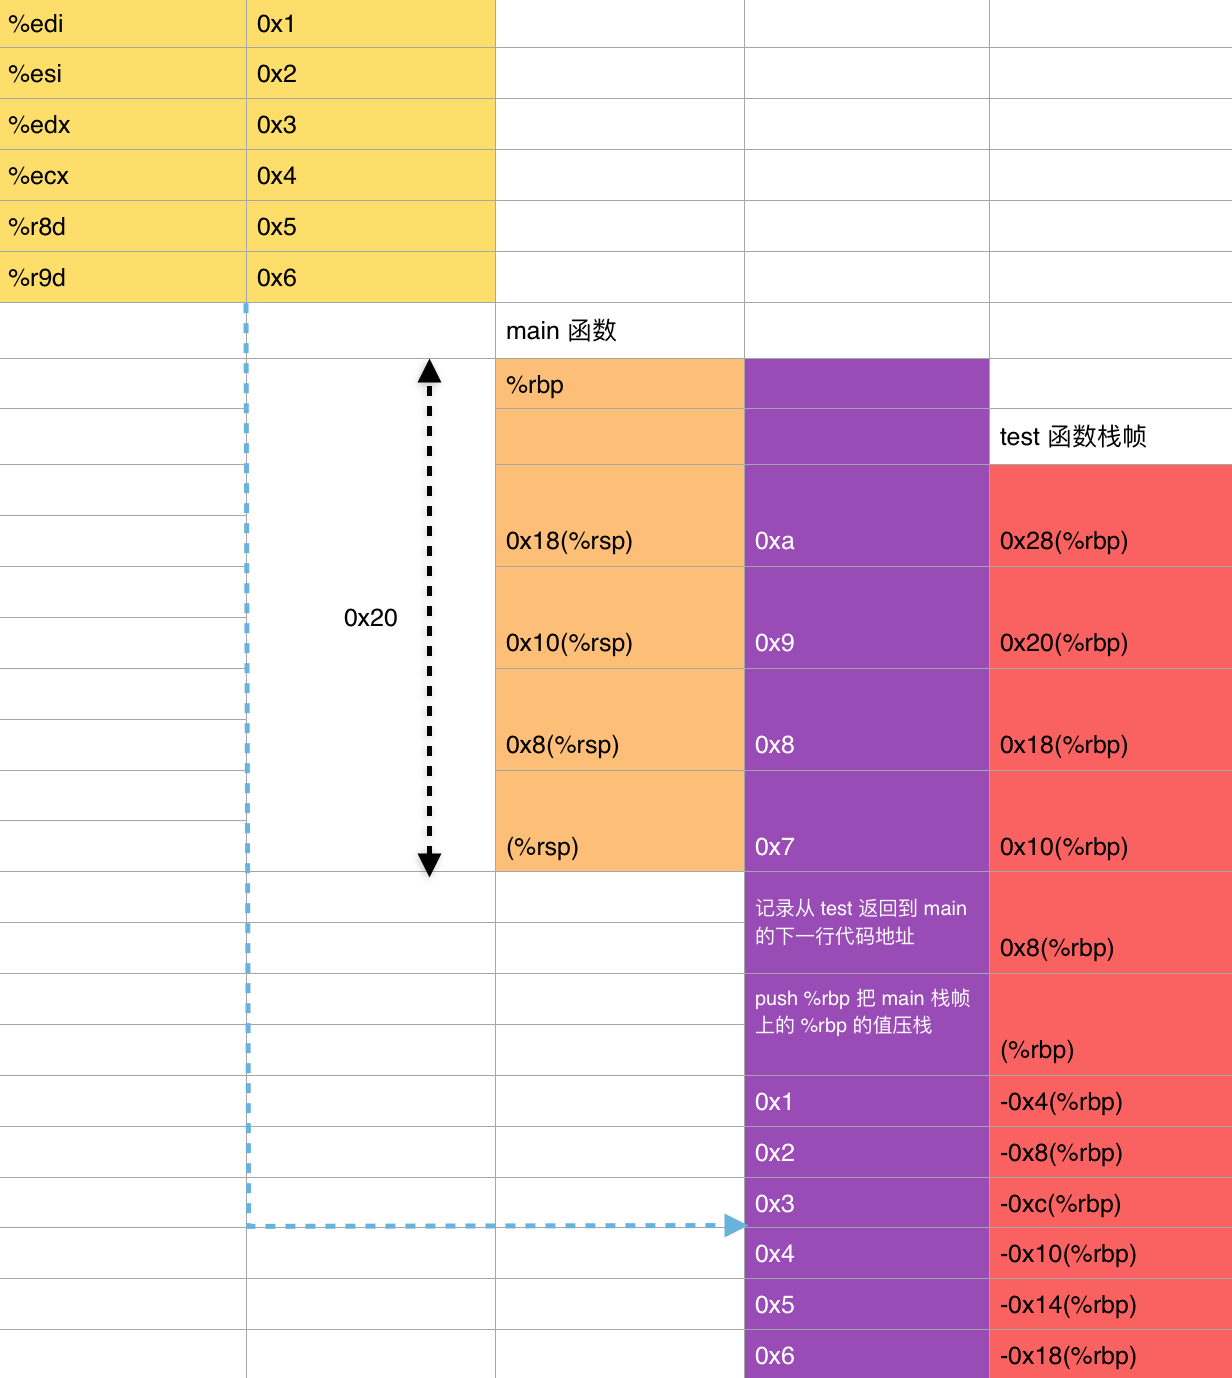 %edi 0x1
%esi 0x2
%edx 0x3
%ecx 0x4
%r8d 0x5
%r9d 0x6
main 函数
%rbp
test 函数栈帧
0x18(%rsp) 0xa 0x28(%rbp)
0x20
0x10(%rsp) 0x9 0x20(%rbp)
0x8(%rsp) 0x8 0x18(%rbp)
(%rsp) 0x7 0x10(%rbp)
记录从 test 返回到 main
的下一行代码地址
0x8(%rbp)
push %rbp 把 main 栈帧
上的 %rbp 的值压栈
(%rbp)
0x1 -0x4(%rbp)
0x2 -0x8(%rbp)
0x3 -0xc(%rbp)
0x4 -0x10(%rbp)
0x5 -0x14(%rbp)
0x6 -0x18(%rbp)